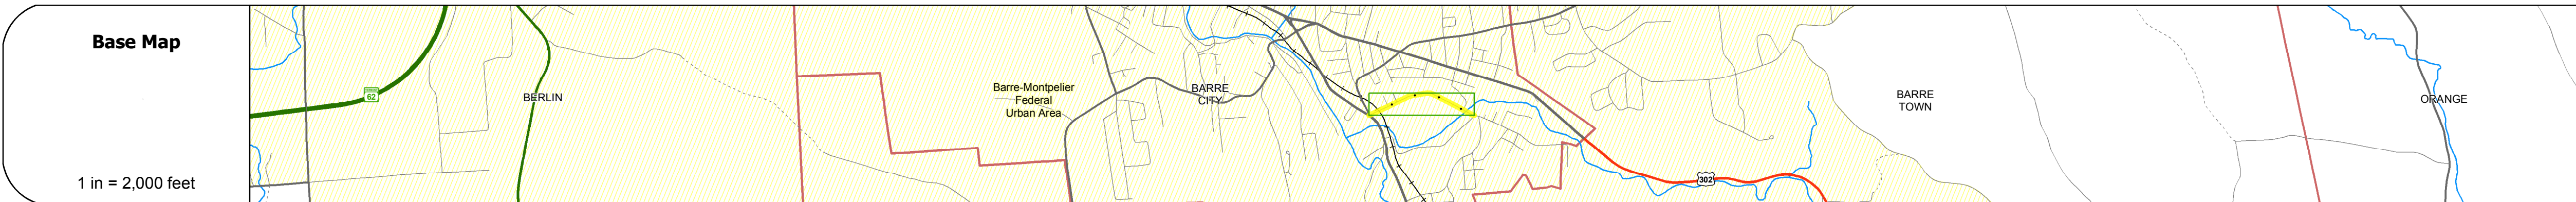 Base Map
1 in = 2,000 feet
62
BERLIN
Barre-Montpelier
Federal
Urban Area
BARRE
CITY
302
BARRE
TOWN
ORANGE